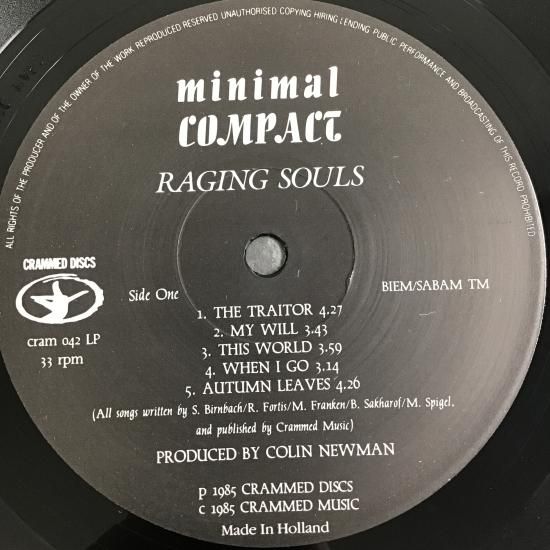 ALL RIGHTS OF THE PRODUCER AND OF THE OWNER OF THE WORK REPRODUCED RESERVED UNAUTHORISED COPYING HIRING LENDING PUBLIC PERFORMANCE AND BROADCASTING OF THIS RECORD PROHIBITED
minimal
COMPACT
RAGING SOULS
CRAMMED DISCS
cram 042 LP
33 rpm
Side One
BIEM/SABAM TM
1. THE TRAITOR 4.27
2. MY WILL 3.43
3. THIS WORLD 3.59
4. WHEN I GO 3.14
5. AUTUMN LEAVES 4.26
(All songs written by S. Birnbach/R. Fortis/M. Franken/B. Sakharof/M. Spigel.
and published by Crammed Music)
PRODUCED BY COLIN NEWMAN
p 1985 CRAMMED DISCS
c 1985 CRAMMED MUSIC
Made In Holland